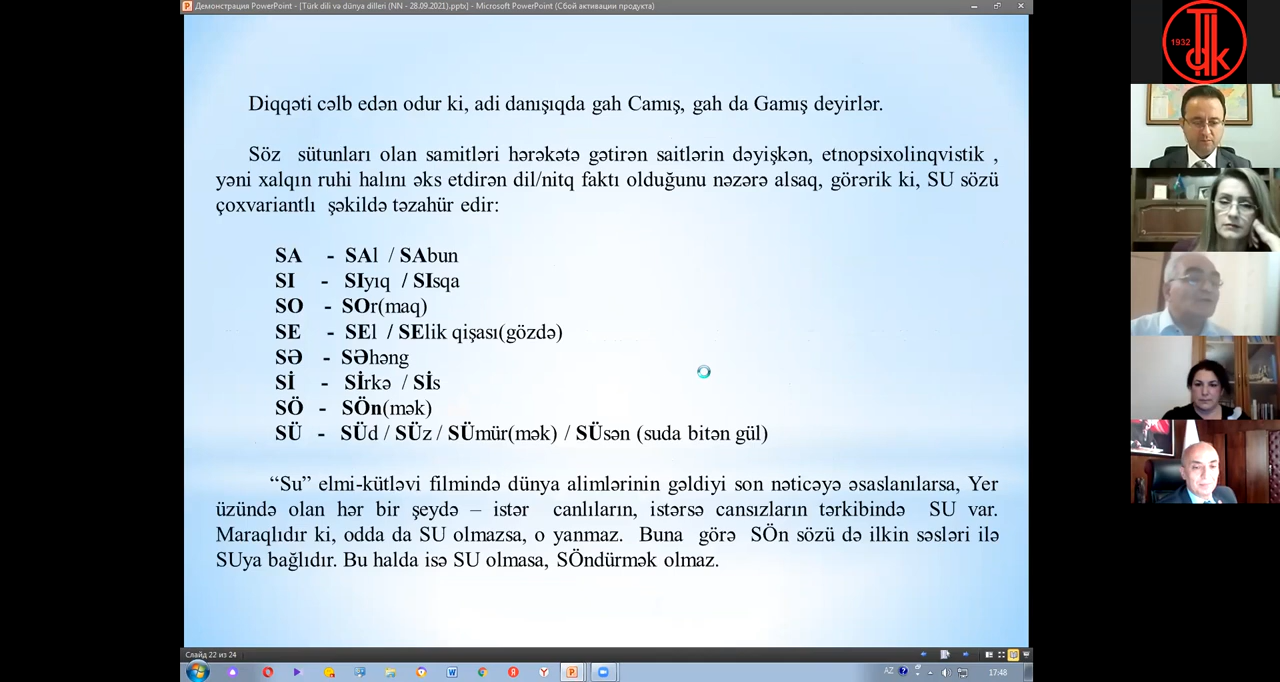 Демонстрация PowerPoint - [Türk dili və dünya dilleri (NN - 28.09.2021).pptx] - Microsoft PowerPoint (Сбой активации продукта)
1932
Diqqəti cəlb edən odur ki, adi danışıqda gah Camış, gah da Gamış deyirlər.
Söz sütunları olan samitləri hərəkətə gətirən saitlərin dəyişkən, etnopsixolinqvistik ,
yəni xalqın ruhi halını əks etdirən dil/nitq faktı olduğunu nəzərə alsaq, görərik ki, SU sözü
çoxvariantlı şəkildə təzahür edir:
SA - SAl / SAbun
SI - SIyıq / SIsqa
SO - SOr(maq)
SE - SEl / SElik qişası(gözdə)
SƏ - SƏhəng
Sİ - Sİrkə / Sİs
SÖ - SÖn(mək)
SÜ - SÜd / SÜz / SÜmür(mək) / SÜsən (suda bitən gül)
“Su” elmi-kütləvi filmində dünya alimlərinin gəldiyi son nəticəyə əsaslanılarsa, Yer
üzündə olan hər bir şeydə – istər canlıların, istərsə cansızların tərkibində SU var.
Maraqlıdır ki, odda da SU olmazsa, o yanmaz. Buna görə SÖn sözü də ilkin səsləri ilə
SUya bağlıdır. Bu halda isə SU olmasa, SÖndürmək olmaz.
Слайд 22 из 24
AZ
17:48